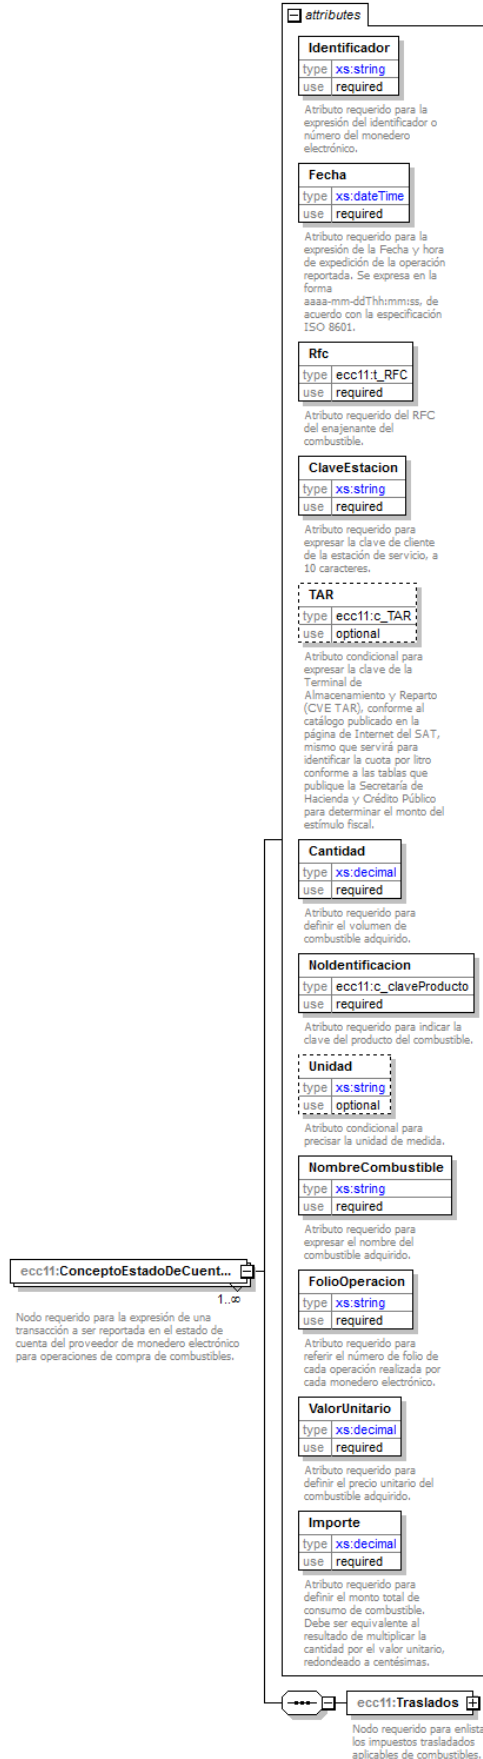 attributes
Identificador
type xs:string
use required
Atributo requerido para la
expresión del identificador o
número del monedero
electrónico.
Fecha
type xs:dateTime
use required
Atributo requerido para la
expresión de la Fecha y hora
de expedición de la operación
reportada. Se expresa en la
forma
aaaa-mm-ddThh:mm:ss, de
acuerdo con la especificación
ISO 8601.
Rfc
type ecc11:t_RFC
use required
Atributo requerido del RFC
del enajenante del
combustible.
ClaveEstacion
type xs:string
use required
Atributo requerido para
expresar la clave de cliente
de la estación de servicio, a
10 caracteres.
TAR
type ecc11:c_TAR
use optional
Atributo condicional para
expresar la clave de la
Terminal de
Almacenamiento y Reparto
(CVE TAR), conforme al
catálogo publicado en la
página de Internet del SAT,
mismo que servirá para
identificar la cuota por litro
conforme a las tablas que
publique la Secretaría de
Hacienda y Crédito Público
para determinar el monto del
estímulo fiscal.
Cantidad
type xs:decimal
use required
Atributo requerido para
definir el volumen de
combustible adquirido.
NoIdentificacion
type ecc11:c_claveProducto
use required
Atributo requerido para indicar la
clave del producto del combustible.
Unidad
type xs:string
use optional
Atributo condicional para
precisar la unidad de medida.
NombreCombustible
type xs:string
use required
Atributo requerido para
expresar el nombre del
combustible adquirido.
ecc11:ConceptoEstadoDeCuent...
1..∞
Nodo requerido para la expresión de una
transacción a ser reportada en el estado de
cuenta del proveedor de monedero electrónico
para operaciones de compra de combustibles.
FolioOperacion
type xs:string
use required
Atributo requerido para
referir el número de folio de
cada operación realizada por
cada monedero electrónico.
ValorUnitario
type xs:decimal
use required
Atributo requerido para
definir el precio unitario del
combustible adquirido.
Importe
type xs:decimal
use required
Atributo requerido para
definir el monto total de
consumo de combustible.
Debe ser equivalente al
resultado de multiplicar la
cantidad por el valor unitario,
redondeado a centésimas.
ecc11:Traslados
Nodo requerido para enlista
los impuestos trasladados
aplicables de combustibles.